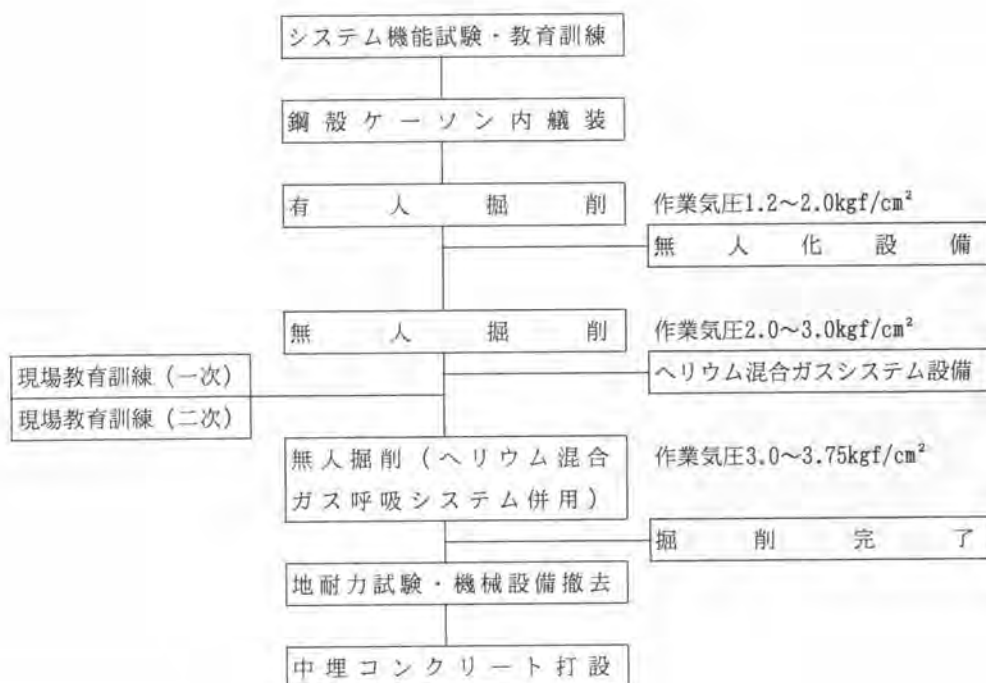 システム機能試験・教育訓練
鋼殻ケーソン内艤装
有人掘削
作業気圧1.2～2.0kgf/cm²
無人化設備
無人掘削
作業気圧2.0～3.0kgf/cm²
ヘリウム混合ガスシステム設備
現場教育訓練（一次）
現場教育訓練（二次）
無人掘削（ヘリウム混合
ガス呼吸システム併用）
作業気圧3.0～3.75kgf/cm²
掘削完了
地耐力試験・機械設備撤去
中埋コンクリート打設